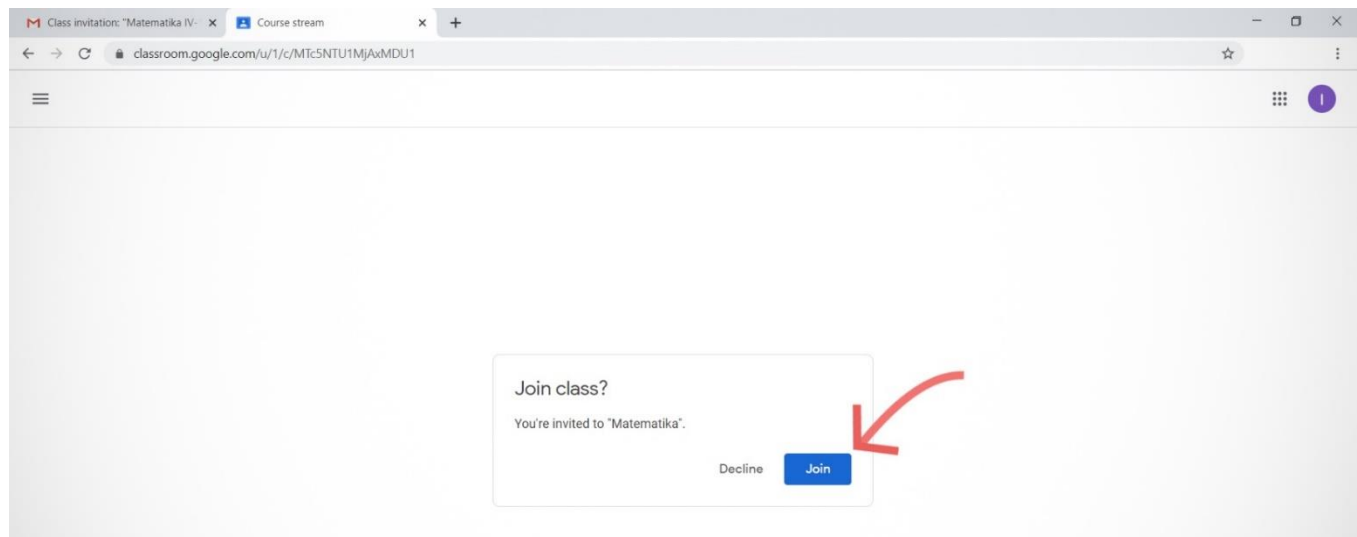 Class invitation: "Matematika IV-
Course stream
classroom.google.com/u/1/c/MTc5NTU1MjAxMDU1
I
Join class?
You're invited to "Matematika".
Decline
Join